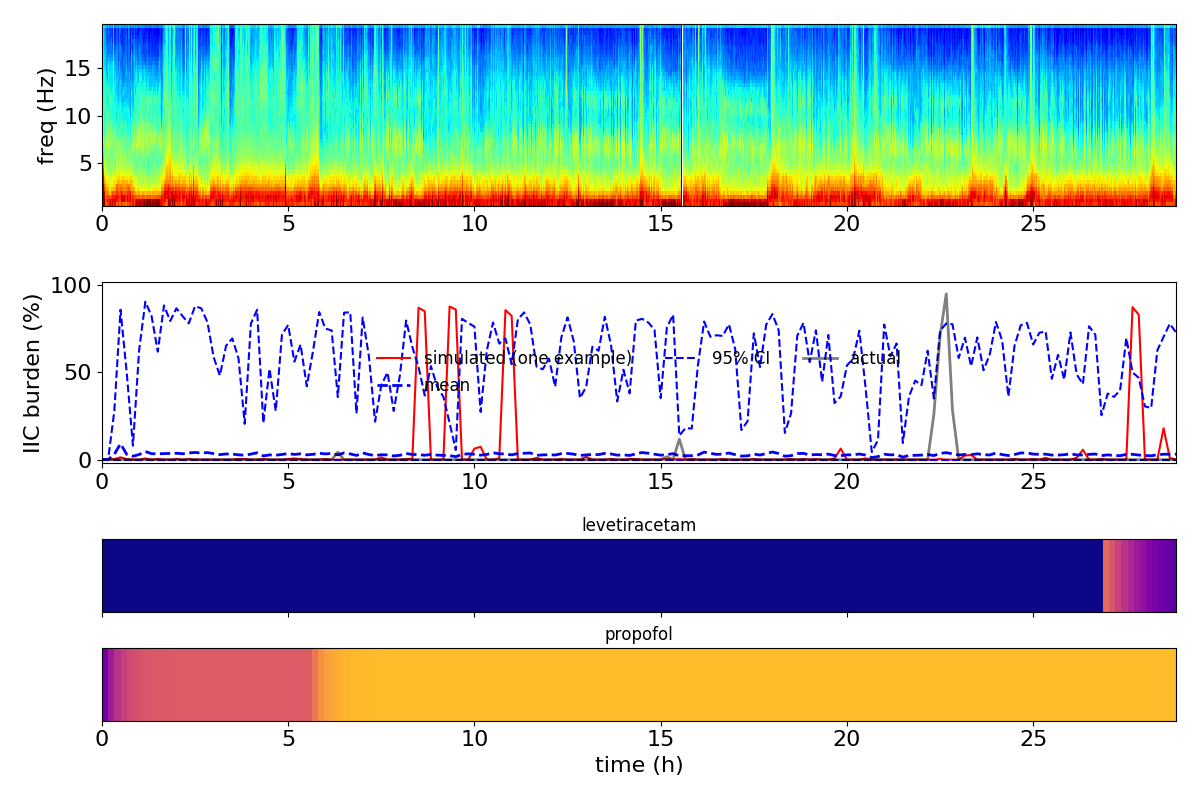 freq (Hz)
15
10
5
0 5 10 15 20 25
IIC burden (%)
100
50
0
simulated (one example) 95% CI actual
mean
0 5 10 15 20 25
levetiracetam
propofol
0 5 10 15 20 25
time (h)